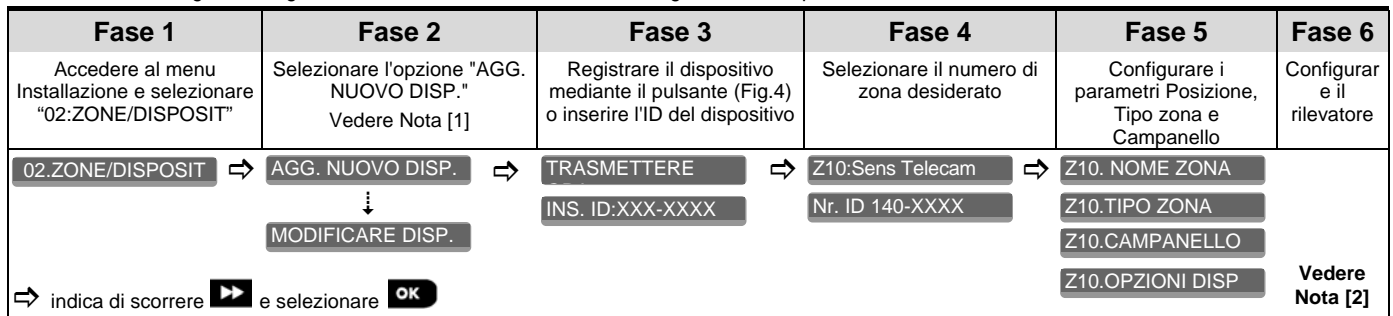 Fase 1
Fase 2
Fase 3
Fase 4
Fase 5
Fase 6
Accedere al menu
Installazione e selezionare
“02:ZONE/DISPOSIT”
Selezionare l'opzione "AGG.
NUOVO DISP."
Vedere Nota [1]
Registrare il dispositivo
mediante il pulsante (Fig.4)
o inserire l'ID del dispositivo
Selezionare il numero di
zona desiderato
Configurare i
parametri Posizione,
Tipo zona e
Campanello
Configurar
e il
rilevatore
02.ZONE/DISPOSIT
AGG. NUOVO DISP.
MODIFICARE DISP.
TRASMETTERE
INS. ID:XXX-XXXX
Z10:Sens Telecam
Nr. ID 140-XXXX
Z10. NOME ZONA
Z10.TIPO ZONA
Z10.CAMPANELLO
Z10.OPZIONI DISP
Vedere
Nota [2]
indica di scorrere e selezionare OK